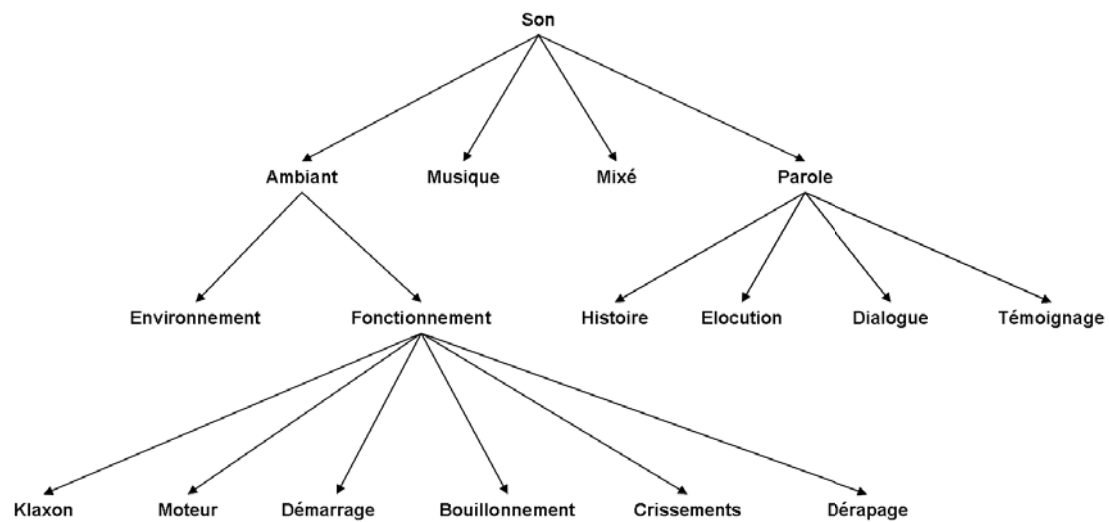 Son
Ambiant Musique Mixé Parole
Environnement Fonctionnement Histoire Elocution Dialogue Témoignage
Klaxon Moteur Démarrage Bouillonnement Crissements Dérapage